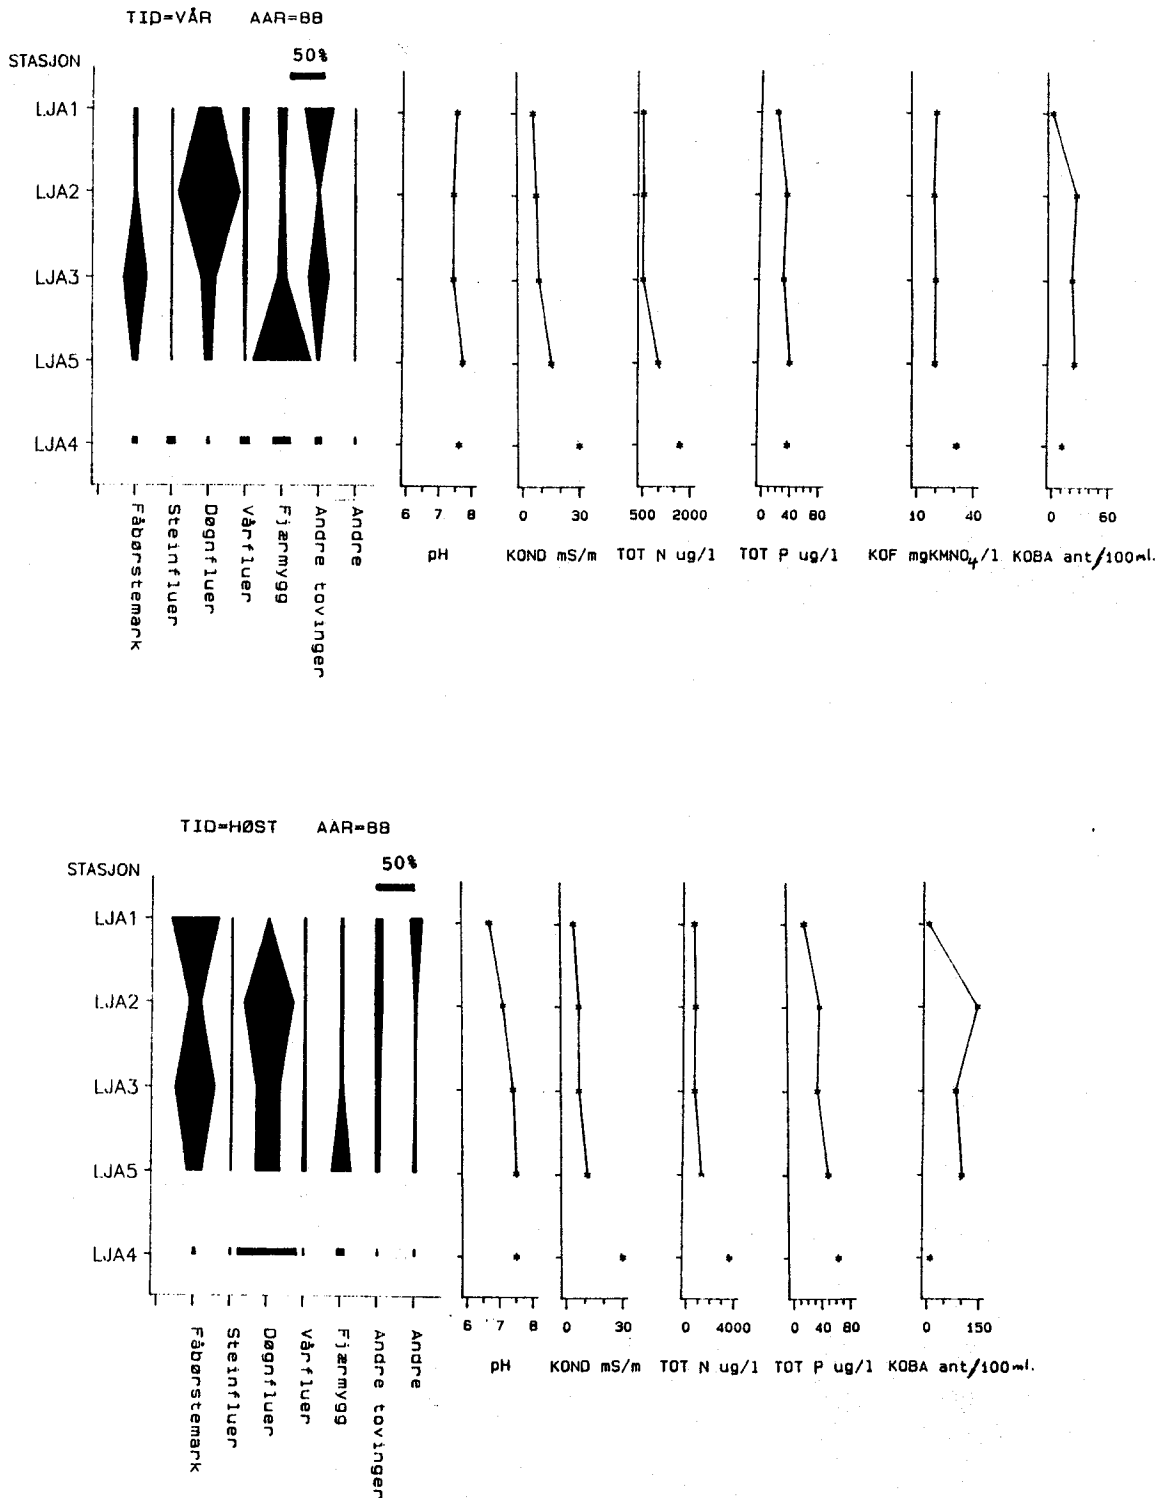 TID=VÅR AAR=88
STASJON
50%
LJA1
LJA2
LJA3
LJA5
LJA4
Fåbørstemark
Steinfluer
Døgnfluer
Vårfluer
Fjærmygg
Andre tovinger
Andre
6 7 8
0 30
500 2000
0 40 80
10 40
0 60
pH
KOND mS/m
TOT N ug/l
TOT P ug/l
KOF mgKMNO4/l
KOBA ant/100ml.
TID=HØST AAR=88
STASJON
50%
LJA1
LJA2
LJA3
LJA5
LJA4
Fåbørstemark
Steinfluer
Døgnfluer
Vårfluer
Fjærmygg
Andre tovinger
Andre
6 7 8
0 30
0 4000
0 40 80
0 150
pH
KOND mS/m
TOT N ug/l
TOT P ug/l
KOBA ant/100ml.